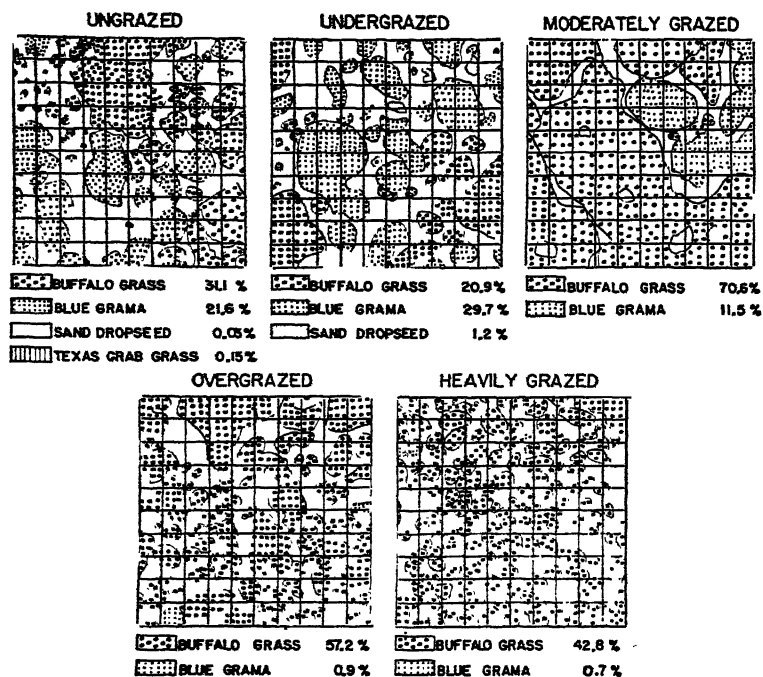 UNGRAZED
BUFFALO GRASS 31.1 %
BLUE GRAMA 21.6 %
SAND DROPSEED 0.03%
TEXAS GRAB GRASS 0.15%
UNDERGRAZED
BUFFALO GRASS 20.9%
BLUE GRAMA 29.7 %
SAND DROPSEED 1.2 %
MODERATELY GRAZED
BUFFALO GRASS 70.6%
BLUE GRAMA 11.5 %
OVERGRAZED
BUFFALO GRASS 57.2 %
BLUE GRAMA 0.9 %
HEAVILY GRAZED
BUFFALO GRASS 42.8 %
BLUE GRAMA 0.7 %